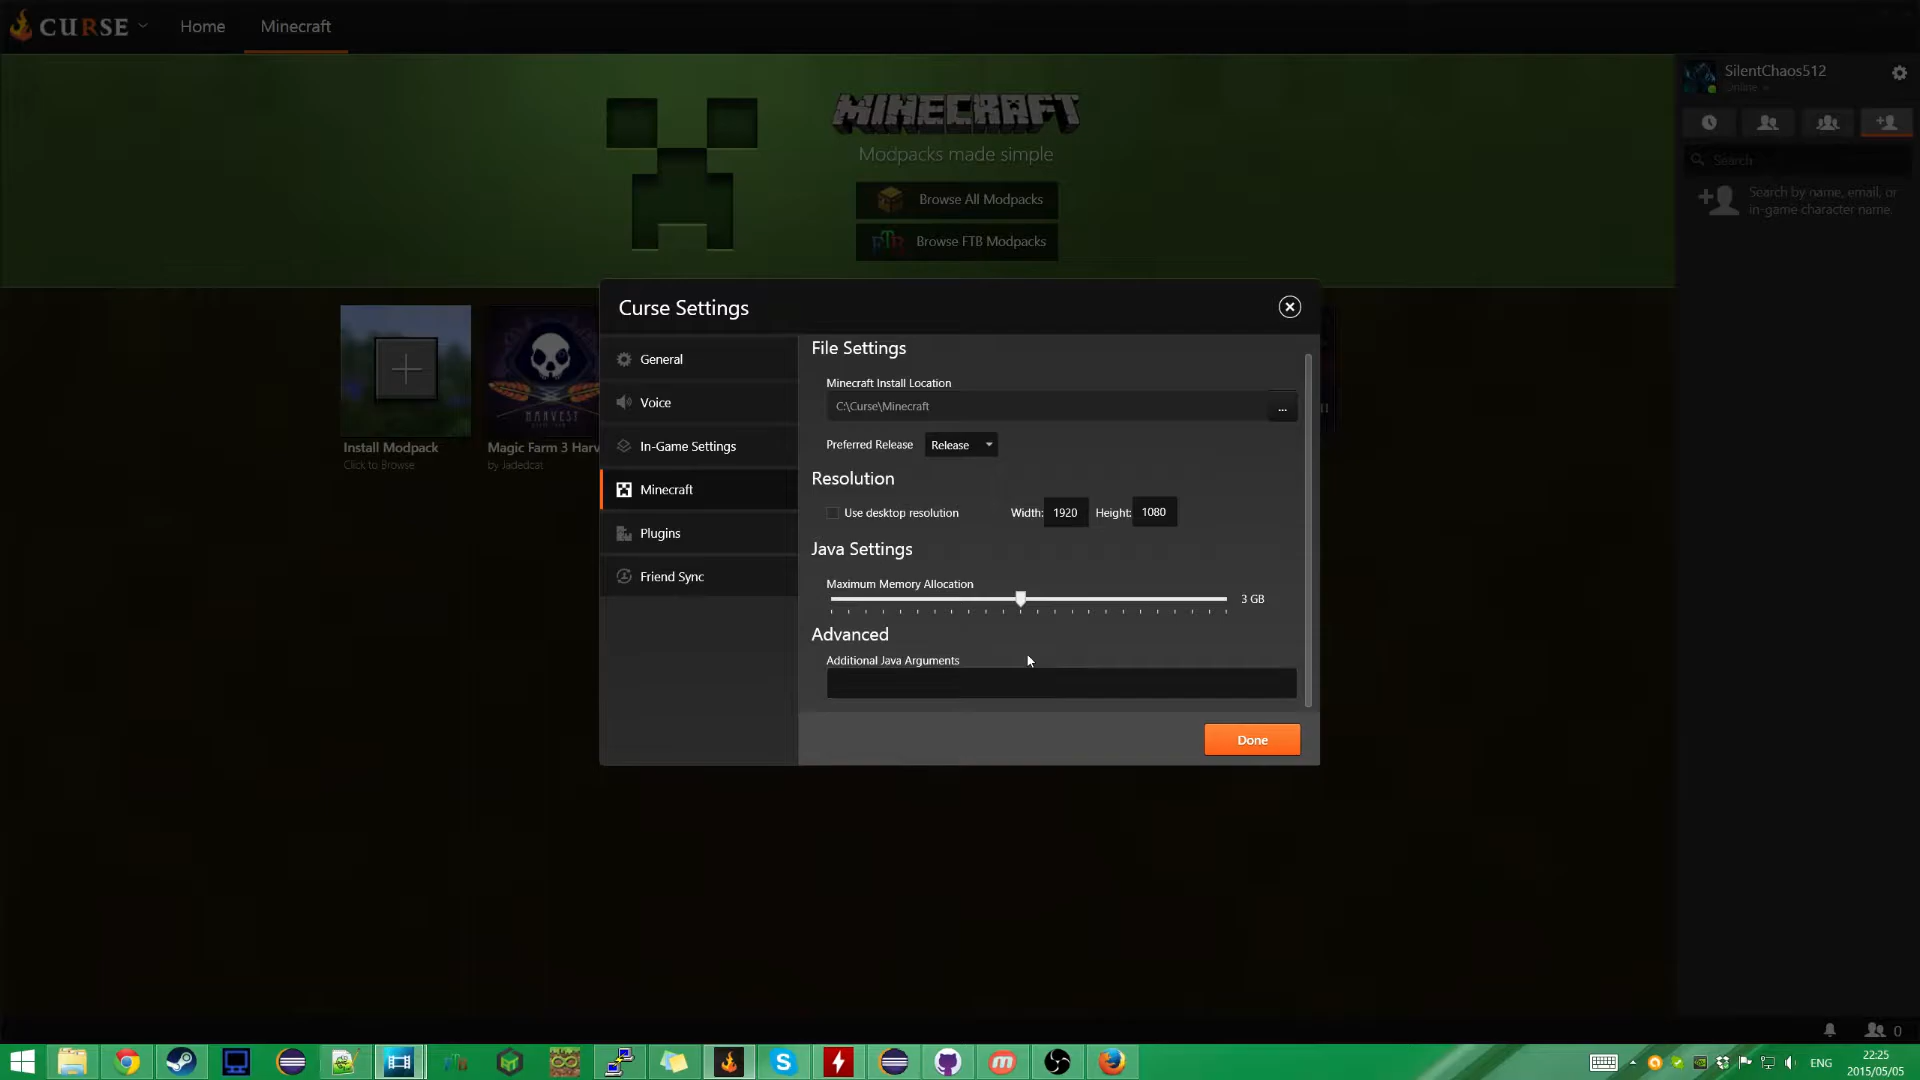 CURSE
Home
Minecraft
SilentChaos512
Online
MINECRAFT
Modpacks made simple
Browse All Modpacks
FTB Browse FTB Modpacks
Search
Search by name, email, or
in-game character name.
Curse Settings
General
Voice
In-Game Settings
Minecraft
Plugins
Friend Sync
File Settings
Minecraft Install Location
C:\Curse\Minecraft
...
Preferred Release Release
Resolution
Use desktop resolution Width: 1920 Height: 1080
Java Settings
Maximum Memory Allocation
3 GB
Advanced
Additional Java Arguments
Done
HARVEST
Install Modpack
Click to Browse
Magic Farm 3 Harv
by Jadedcat
0
ENG
22:25
2015/05/05